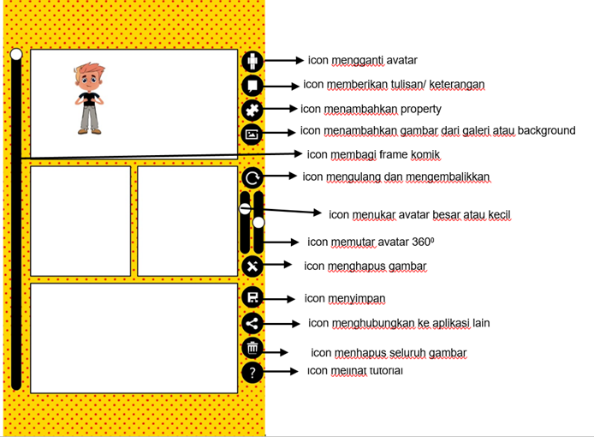 icon mengganti avatar
icon memberikan tulisan/ keterangan
icon menambahkan property
icon menambahkan gambar dari galeri atau background
icon membagi frame komik
icon mengulang dan mengembalikkan
icon menukar avatar besar atau kecil
icon memutar avatar 360⁰
icon menghapus gambar
icon menyimpan
icon menghubungkan ke aplikasi lain
icon menhapus seluruh gambar
icon melihat tutorial
?